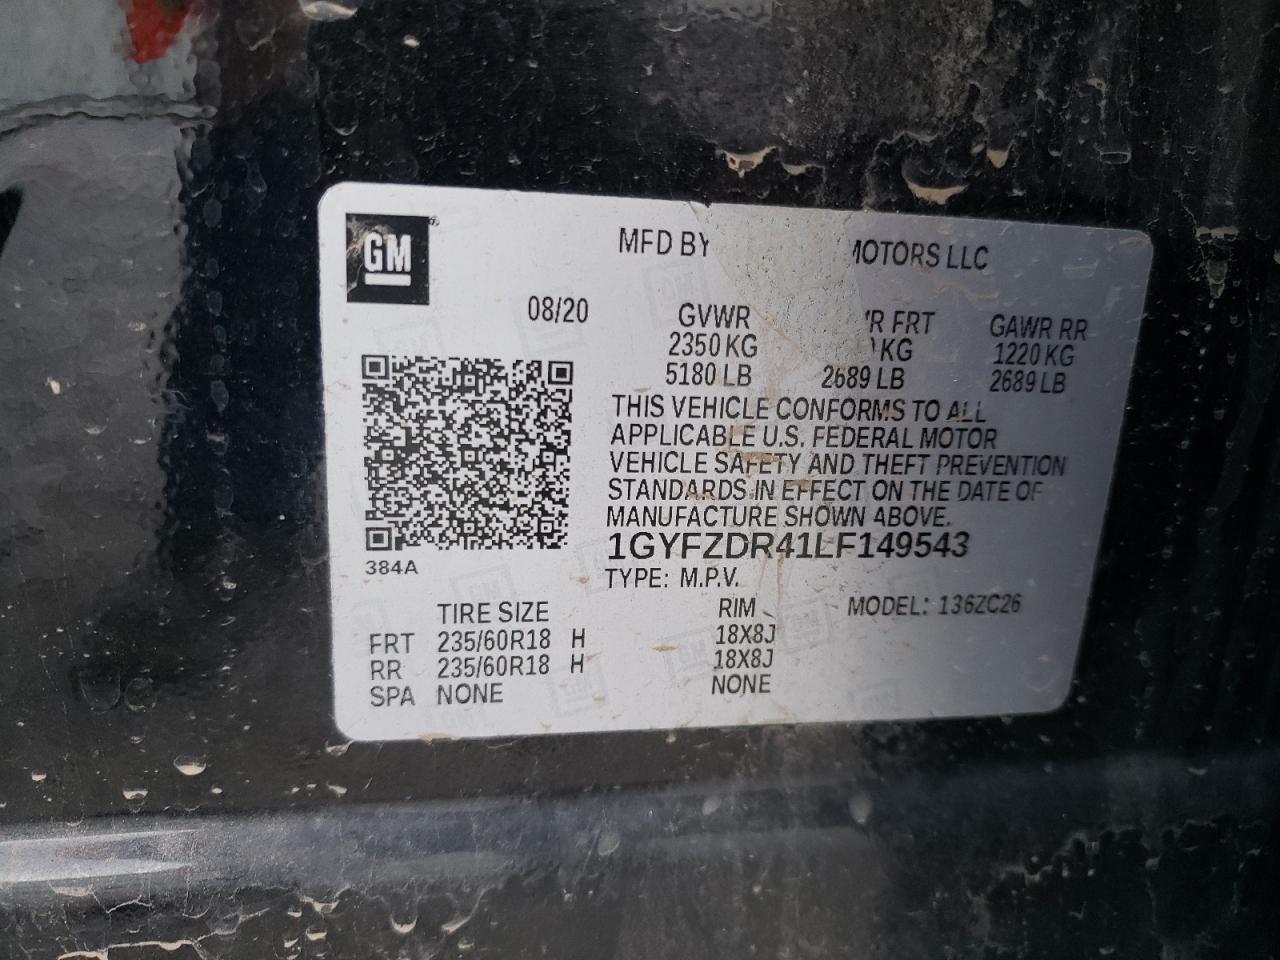 GM
MFD BY MOTORS LLC
08/20
GVWR FRT GAWR RR
2350 KG KG 1220 KG
5180 LB 2689 LB 2689 LB
THIS VEHICLE CONFORMS TO ALL
APPLICABLE U.S. FEDERAL MOTOR
VEHICLE SAFETY AND THEFT PREVENTION
STANDARDS IN EFFECT ON THE DATE OF
MANUFACTURE SHOWN ABOVE.
1GYFZDR41LF149543
384A
TYPE: M.P.V.
TIRE SIZE RIM MODEL: 136ZC26
FRT 235/60R18 H 18X8J
RR 235/60R18 H 18X8J
SPA NONE NONE